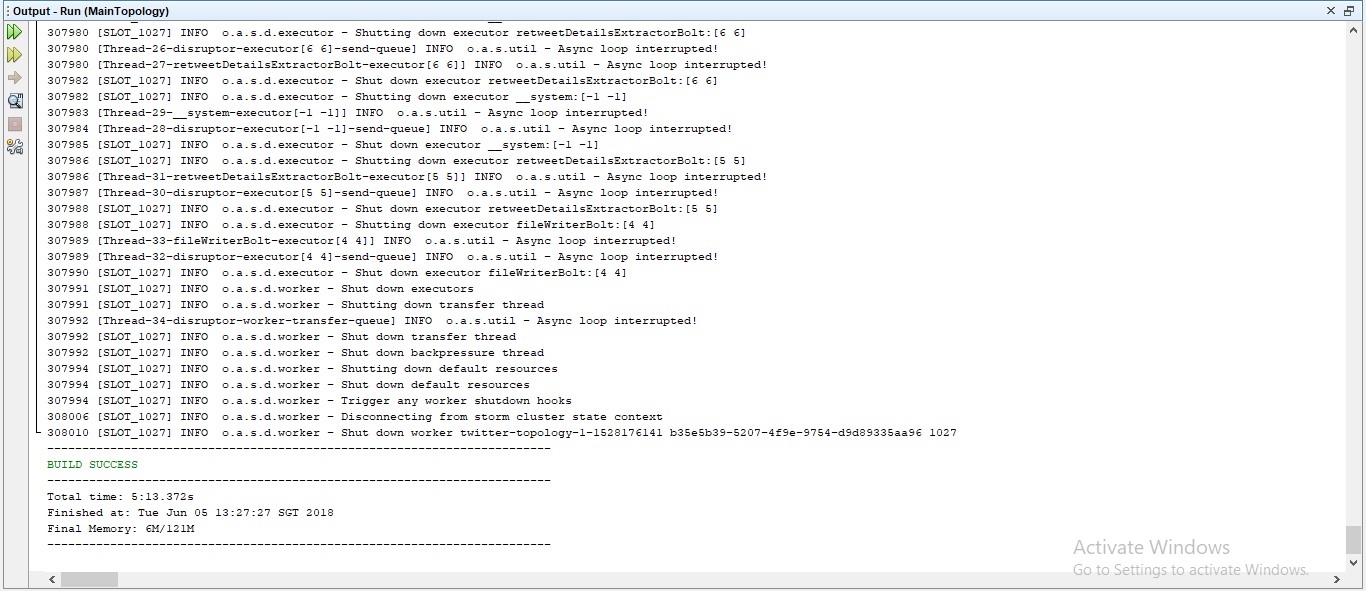 Output - Run (MainTopology)
307980 [SLOT_1027] INFO  o.a.s.d.executor - Shutting down executor retweetDetailsExtractorBolt:[6 6]
307980 [Thread-26-disruptor-executor[6 6]-send-queue] INFO  o.a.s.util - Async loop interrupted!
307980 [Thread-27-retweetDetailsExtractorBolt-executor[6 6]] INFO  o.a.s.util - Async loop interrupted!
307982 [SLOT_1027] INFO  o.a.s.d.executor - Shut down executor retweetDetailsExtractorBolt:[6 6]
307982 [SLOT_1027] INFO  o.a.s.d.executor - Shutting down executor __system:[-1 -1]
307983 [Thread-29-__system-executor[-1 -1]] INFO  o.a.s.util - Async loop interrupted!
307984 [Thread-28-disruptor-executor[-1 -1]-send-queue] INFO  o.a.s.util - Async loop interrupted!
307985 [SLOT_1027] INFO  o.a.s.d.executor - Shut down executor __system:[-1 -1]
307986 [SLOT_1027] INFO  o.a.s.d.executor - Shutting down executor retweetDetailsExtractorBolt:[5 5]
307986 [Thread-31-retweetDetailsExtractorBolt-executor[5 5]] INFO  o.a.s.util - Async loop interrupted!
307987 [Thread-30-disruptor-executor[5 5]-send-queue] INFO  o.a.s.util - Async loop interrupted!
307988 [SLOT_1027] INFO  o.a.s.d.executor - Shut down executor retweetDetailsExtractorBolt:[5 5]
307988 [SLOT_1027] INFO  o.a.s.d.executor - Shutting down executor fileWriterBolt:[4 4]
307989 [Thread-33-fileWriterBolt-executor[4 4]] INFO  o.a.s.util - Async loop interrupted!
307989 [Thread-32-disruptor-executor[4 4]-send-queue] INFO  o.a.s.util - Async loop interrupted!
307990 [SLOT_1027] INFO  o.a.s.d.executor - Shut down executor fileWriterBolt:[4 4]
307991 [SLOT_1027] INFO  o.a.s.d.worker - Shut down executors
307991 [SLOT_1027] INFO  o.a.s.d.worker - Shutting down transfer thread
307992 [Thread-34-disruptor-worker-transfer-queue] INFO  o.a.s.util - Async loop interrupted!
307992 [SLOT_1027] INFO  o.a.s.d.worker - Shut down transfer thread
307992 [SLOT_1027] INFO  o.a.s.d.worker - Shut down backpressure thread
307994 [SLOT_1027] INFO  o.a.s.d.worker - Shutting down default resources
307994 [SLOT_1027] INFO  o.a.s.d.worker - Shut down default resources
307994 [SLOT_1027] INFO  o.a.s.d.worker - Trigger any worker shutdown hooks
308006 [SLOT_1027] INFO  o.a.s.d.worker - Disconnecting from storm cluster state context
308010 [SLOT_1027] INFO  o.a.s.d.worker - Shut down worker twitter-topology-1-1528176141 b35e5b39-5207-4f9e-9754-d9d89335aa96 1027
------------------------------------------------------------------------
BUILD SUCCESS
------------------------------------------------------------------------
Total time: 5:13.372s
Finished at: Tue Jun 05 13:27:27 SGT 2018
Final Memory: 6M/121M
------------------------------------------------------------------------
Activate Windows
Go to Settings to activate Windows.